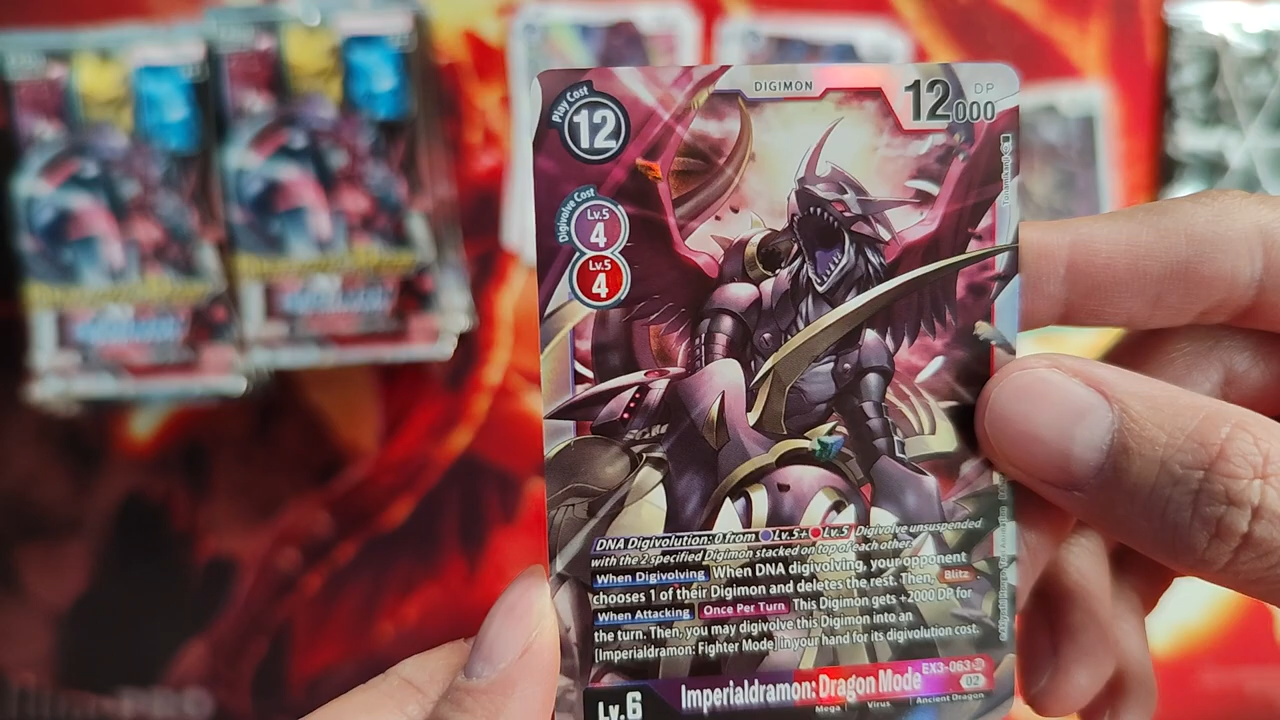 DIGIMON
Play Cost
12
12000
DP
Digivolve Cost
Lv.5
4
Lv.5
4
DNA Digivolution: 0 from Lv.5+ Lv.5 Digivolve unsuspended
with the 2 specified Digimon stacked on top of each other.
When Digivolving When DNA digivolving, your opponent
chooses 1 of their Digimon and deletes the rest. Then, Blitz
When Attacking Once Per Turn This Digimon gets +2000 DP for
the turn. Then, you may digivolve this Digimon into an
[Imperialdramon: Fighter Mode] in your hand for its digivolution cost.
EX3-063 SR
02
Lv.6
Imperialdramon: Dragon Mode
Mega Virus Ancient Dragon